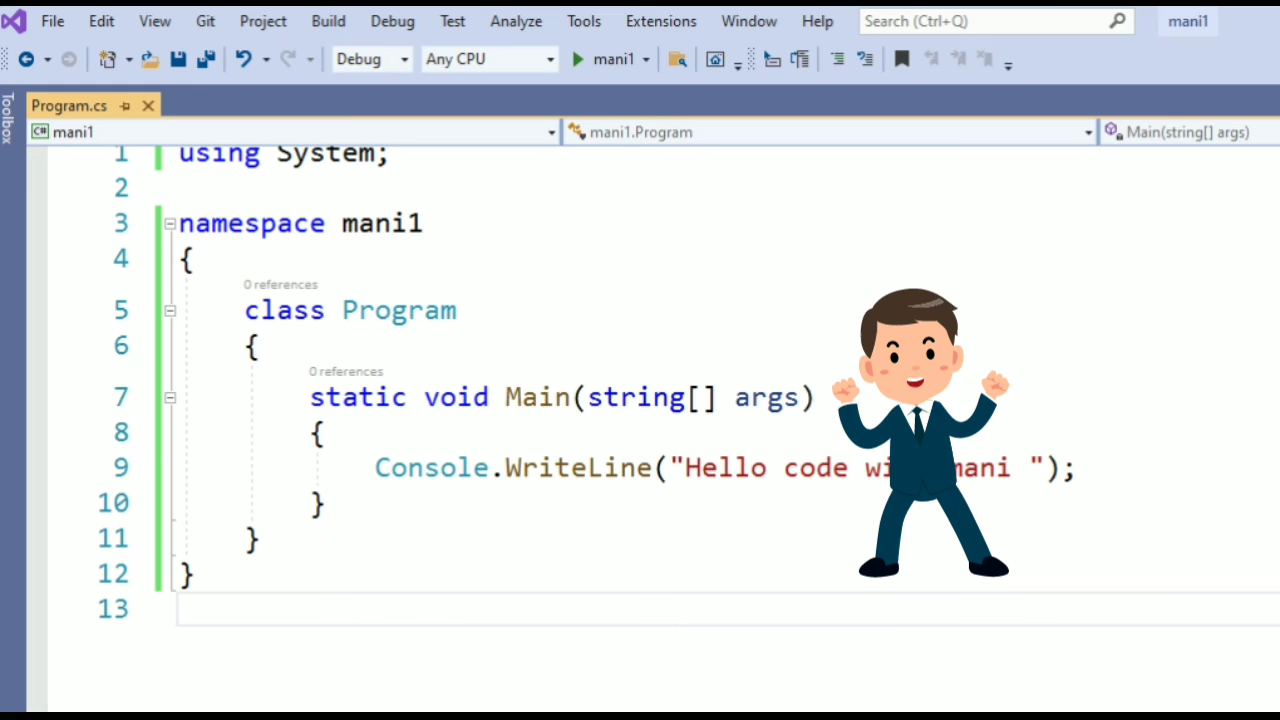 File Edit View Git Project Build Debug Test Analyze Tools Extensions Window Help Search (Ctrl+Q) mani1
Debug Any CPU mani1
Toolbox
Program.cs
C# mani1 mani1.Program Main(string[] args)
1 using System;
2
3 namespace mani1
4 {
0 references
5 class Program
6 {
0 references
7 static void Main(string[] args)
8 {
9 Console.WriteLine("Hello code wi mani ");
10 }
11 }
12 }
13